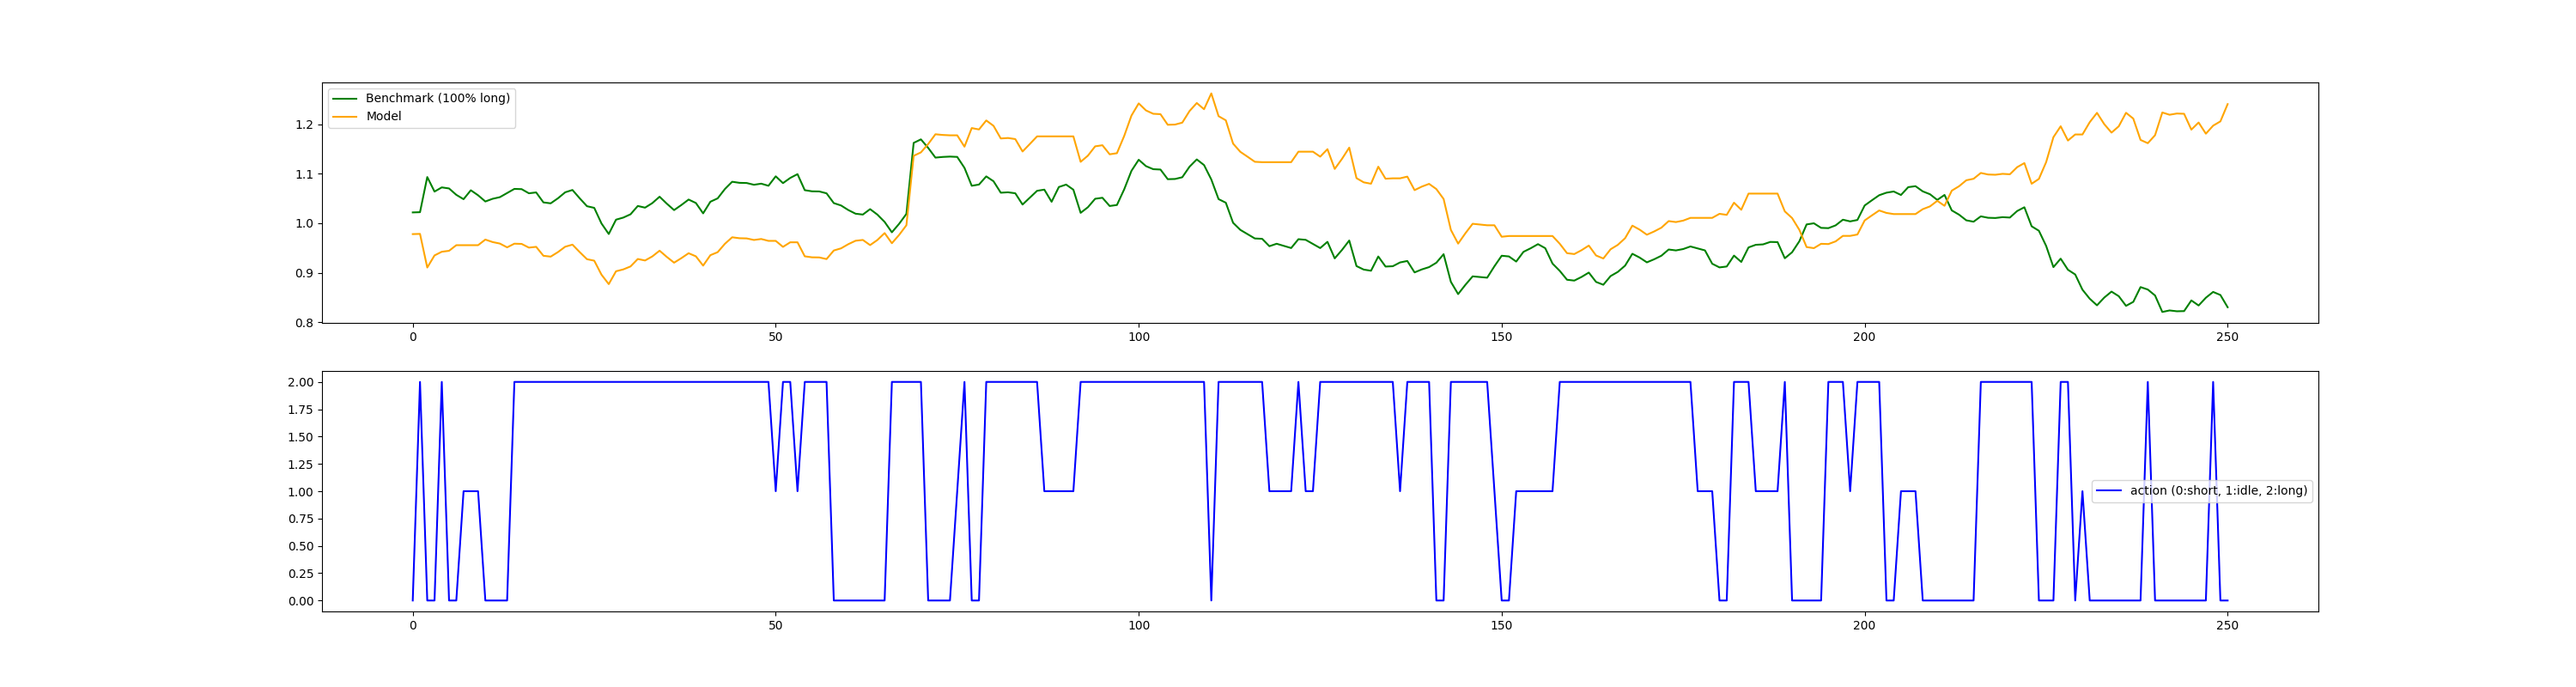 Benchmark (100% long)
Model
1.2
1.1
1.0
0.9
0.8
0 50 100 150 200 250
2.00
1.75
1.50
1.25
1.00
0.75
0.50
0.25
0.00
action (0:short, 1:idle, 2:long)
0 50 100 150 200 250